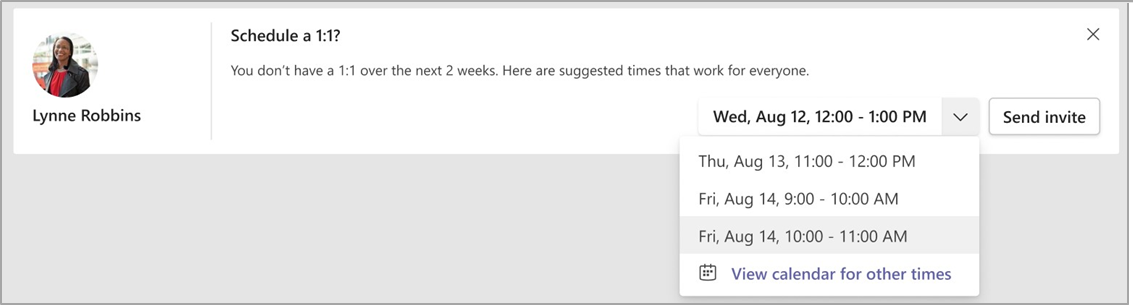 Schedule a 1:1?
You don’t have a 1:1 over the next 2 weeks. Here are suggested times that work for everyone.
Lynne Robbins
Wed, Aug 12, 12:00 - 1:00 PM
Send invite
Thu, Aug 13, 11:00 - 12:00 PM
Fri, Aug 14, 9:00 - 10:00 AM
Fri, Aug 14, 10:00 - 11:00 AM
View calendar for other times